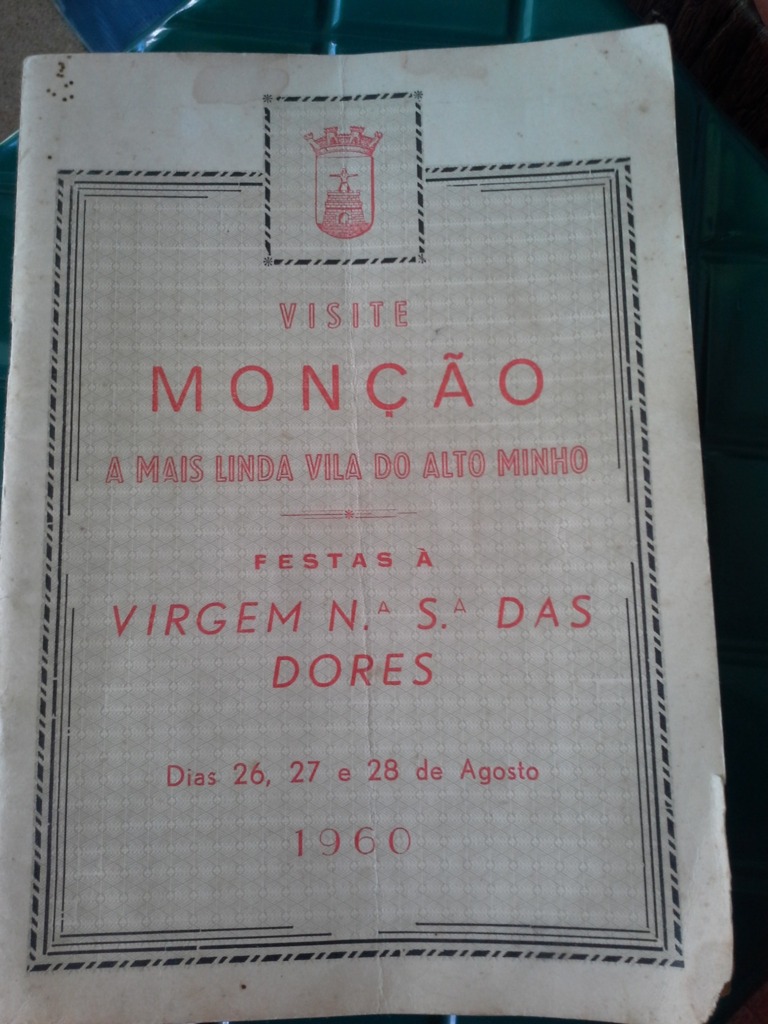 VISITE
MONÇÃO
A MAIS LINDA VILA DO ALTO MINHO
FESTAS À
VIRGEM N.ª S.ª DAS
DORES
Dias 26, 27 e 28 de Agosto
1960